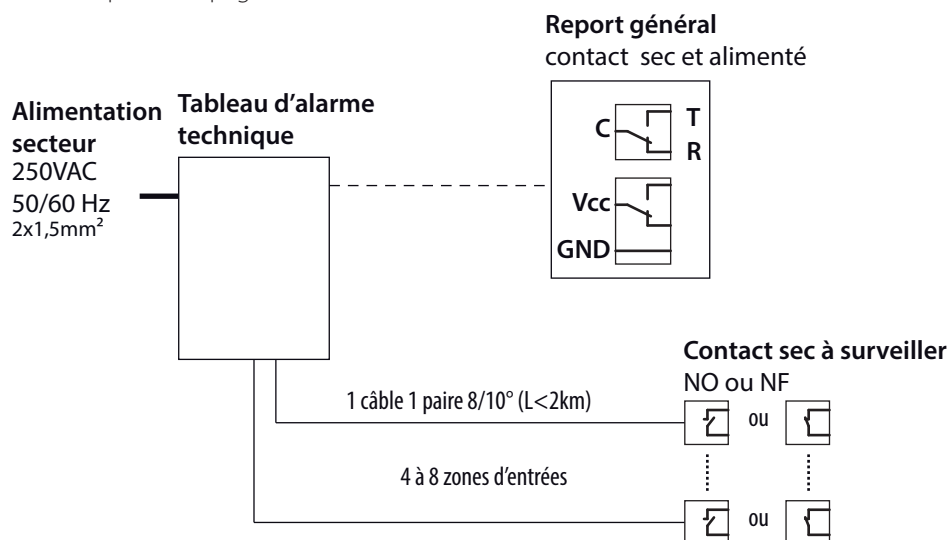 Report général
contact sec et alimenté
Alimentation
secteur
250VAC
50/60 Hz
2x1,5mm²
Tableau d'alarme
technique
C
T
R
Vcc
GND
Contact sec à surveiller
NO ou NF
1 câble 1 paire 8/10° (L<2km)
ou
4 à 8 zones d'entrées
ou